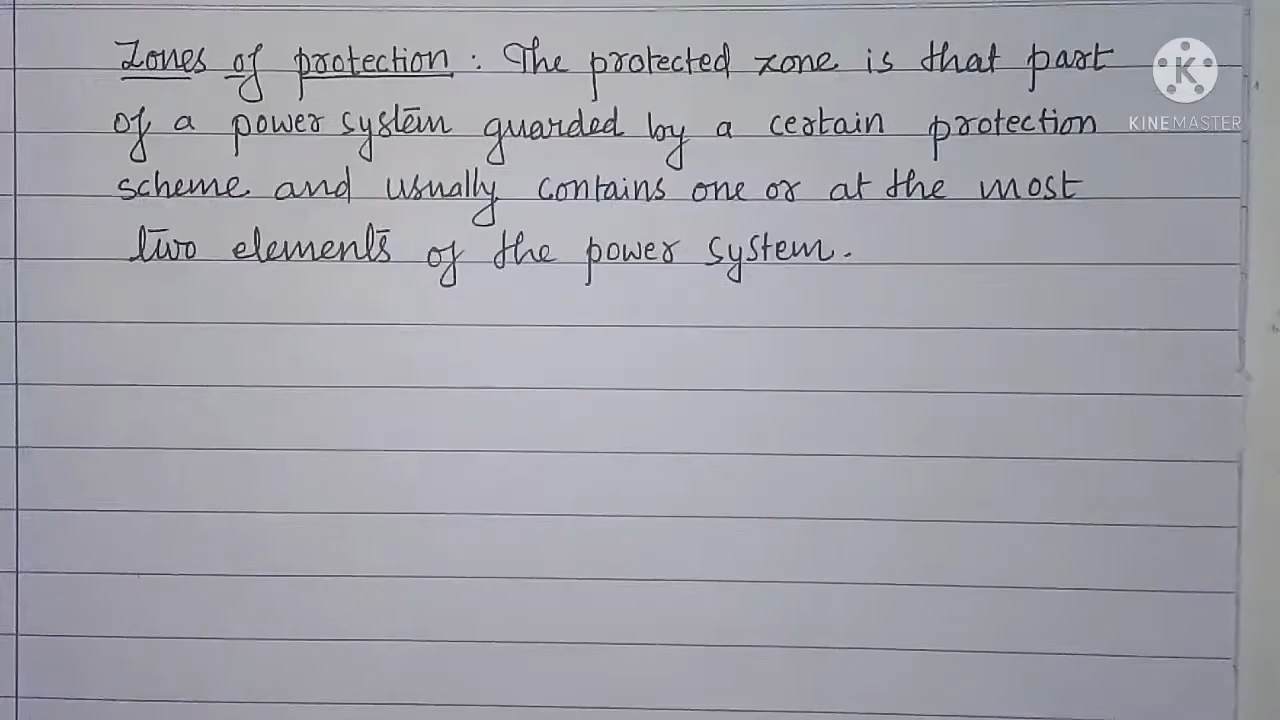 Zones of protection : The protected zone is that part
of a power system guarded by a certain protection
scheme and usually contains one or at the most
two elements of the power system.
K
KINEMASTER